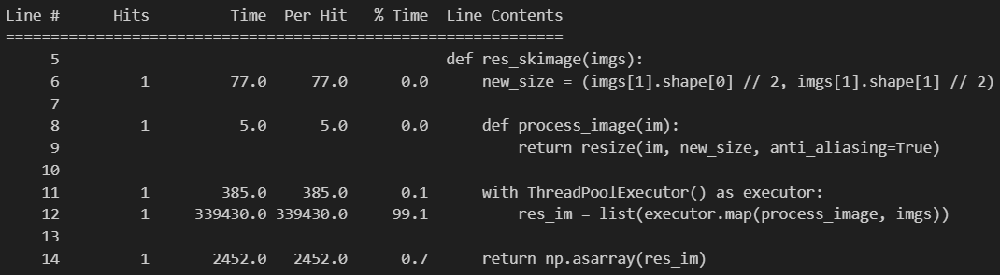 Line #      Hits         Time  Per Hit   % Time  Line Contents
==============================================================
     5                                           def res_skimage(imgs):
     6         1         77.0     77.0      0.0      new_size = (imgs[1].shape[0] // 2, imgs[1].shape[1] // 2)
     7
     8         1          5.0      5.0      0.0      def process_image(im):
     9                                                   return resize(im, new_size, anti_aliasing=True)
    10
    11         1        385.0    385.0      0.1      with ThreadPoolExecutor() as executor:
    12         1     339430.0 339430.0     99.1          res_im = list(executor.map(process_image, imgs))
    13
    14         1       2452.0   2452.0      0.7      return np.asarray(res_im)